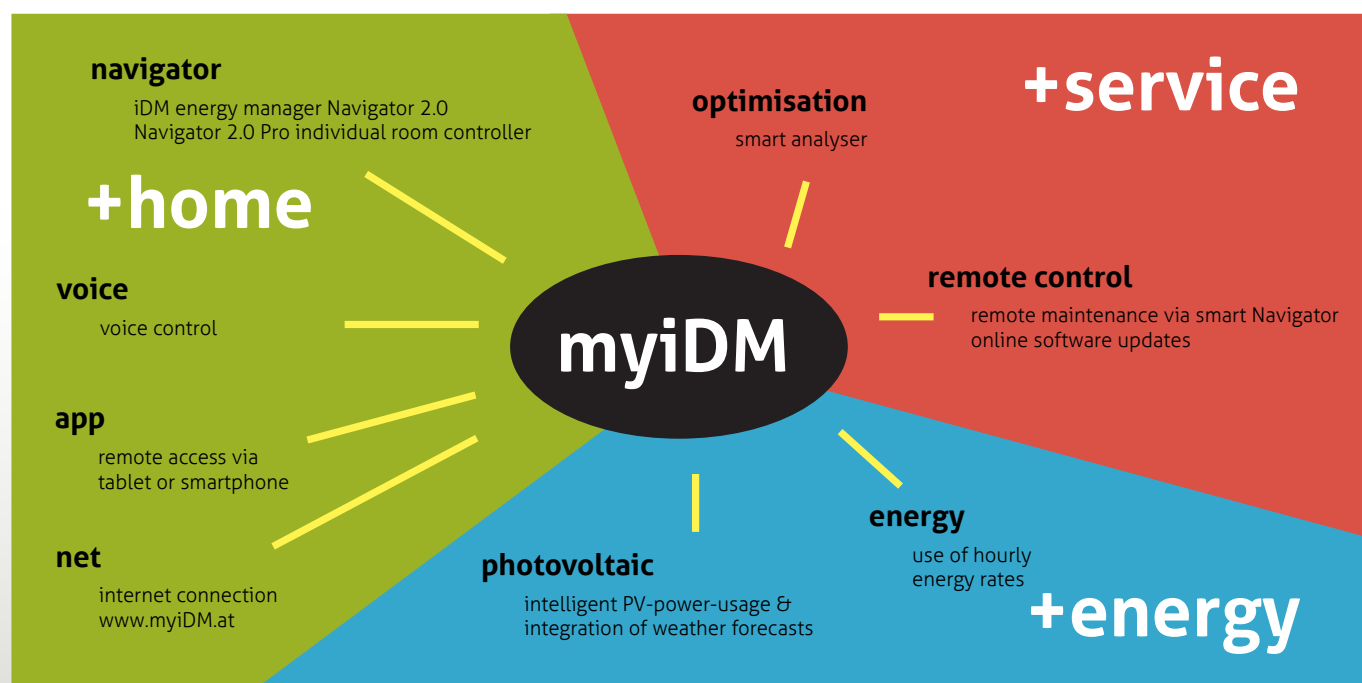 navigator
iDM energy manager Navigator 2.0
Navigator 2.0 Pro individual room controller
+home
voice
voice control
app
remote access via
tablet or smartphone
net
internet connection
www.myiDM.at
myiDM
+service
optimisation
smart analyser
remote control
remote maintenance via smart Navigator
online software updates
photovoltaic
intelligent PV-power-usage &
integration of weather forecasts
energy
use of hourly
energy rates
+energy